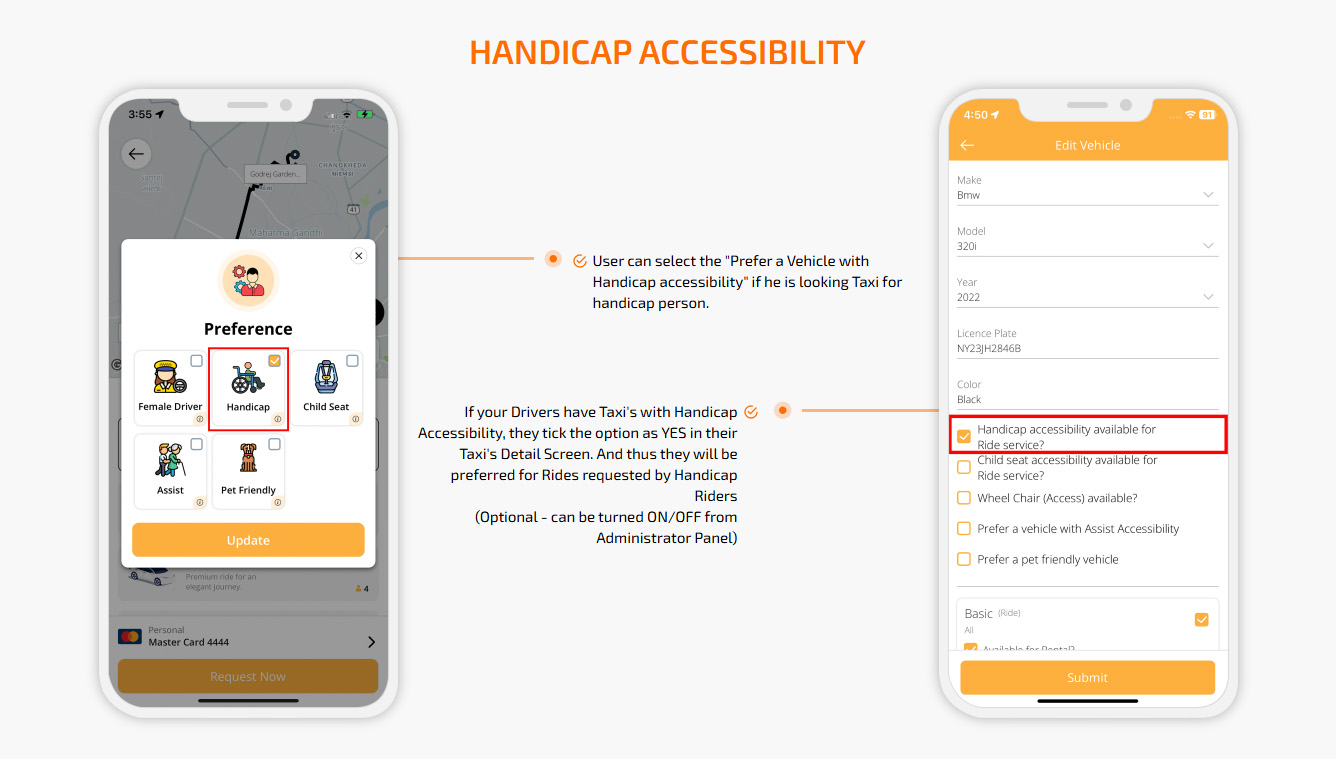 HANDICAP ACCESSIBILITY
3:55
CHANDKHEDA
Godrej Garden...
41
Mahatma Gandhi
Preference
Female Driver
Handicap
Child Seat
Assist
Pet Friendly
Update
Premium ride for an
elegant journey.
4
Personal
Master Card 4444
Request Now
User can select the "Prefer a Vehicle with
Handicap accessibility" if he is looking Taxi for
handicap person.
If your Drivers have Taxi's with Handicap
Accessibility, they tick the option as YES in their
Taxi's Detail Screen. And thus they will be
preferred for Rides requested by Handicap
Riders
(Optional - can be turned ON/OFF from
Administrator Panel)
4:50
91
Edit Vehicle
Make
Bmw
Model
320i
Year
2022
Licence Plate
NY23JH2846B
Color
Black
Handicap accessibility available for
Ride service?
Child seat accessibility available for
Ride service?
Wheel Chair (Access) available?
Prefer a vehicle with Assist Accessibility
Prefer a pet friendly vehicle
Basic (Ride)
All
Available for Rental?
Submit